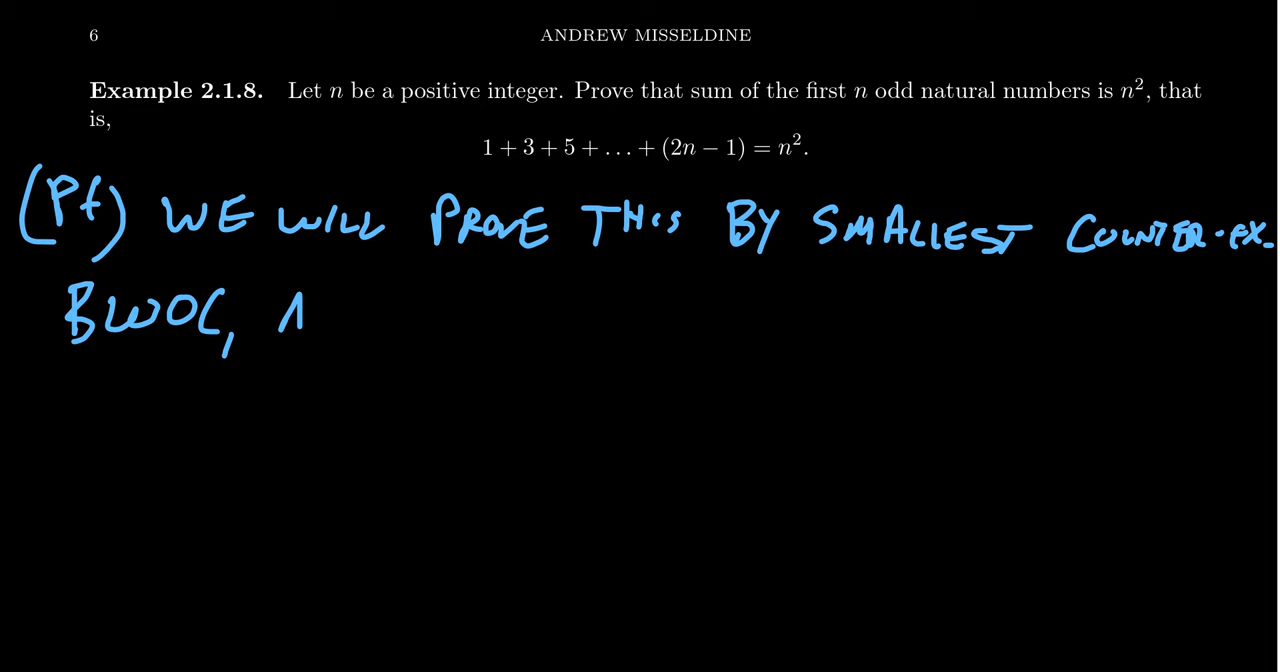 6 ANDREW MISSELDINE
Example 2.1.8. Let n be a positive integer. Prove that sum of the first n odd natural numbers is n², that
is,
1 + 3 + 5 + . . . + (2n − 1) = n².
(Pf) WE WILL PROVE THIS BY SMALLEST COUNTER-EX.
BWOC,